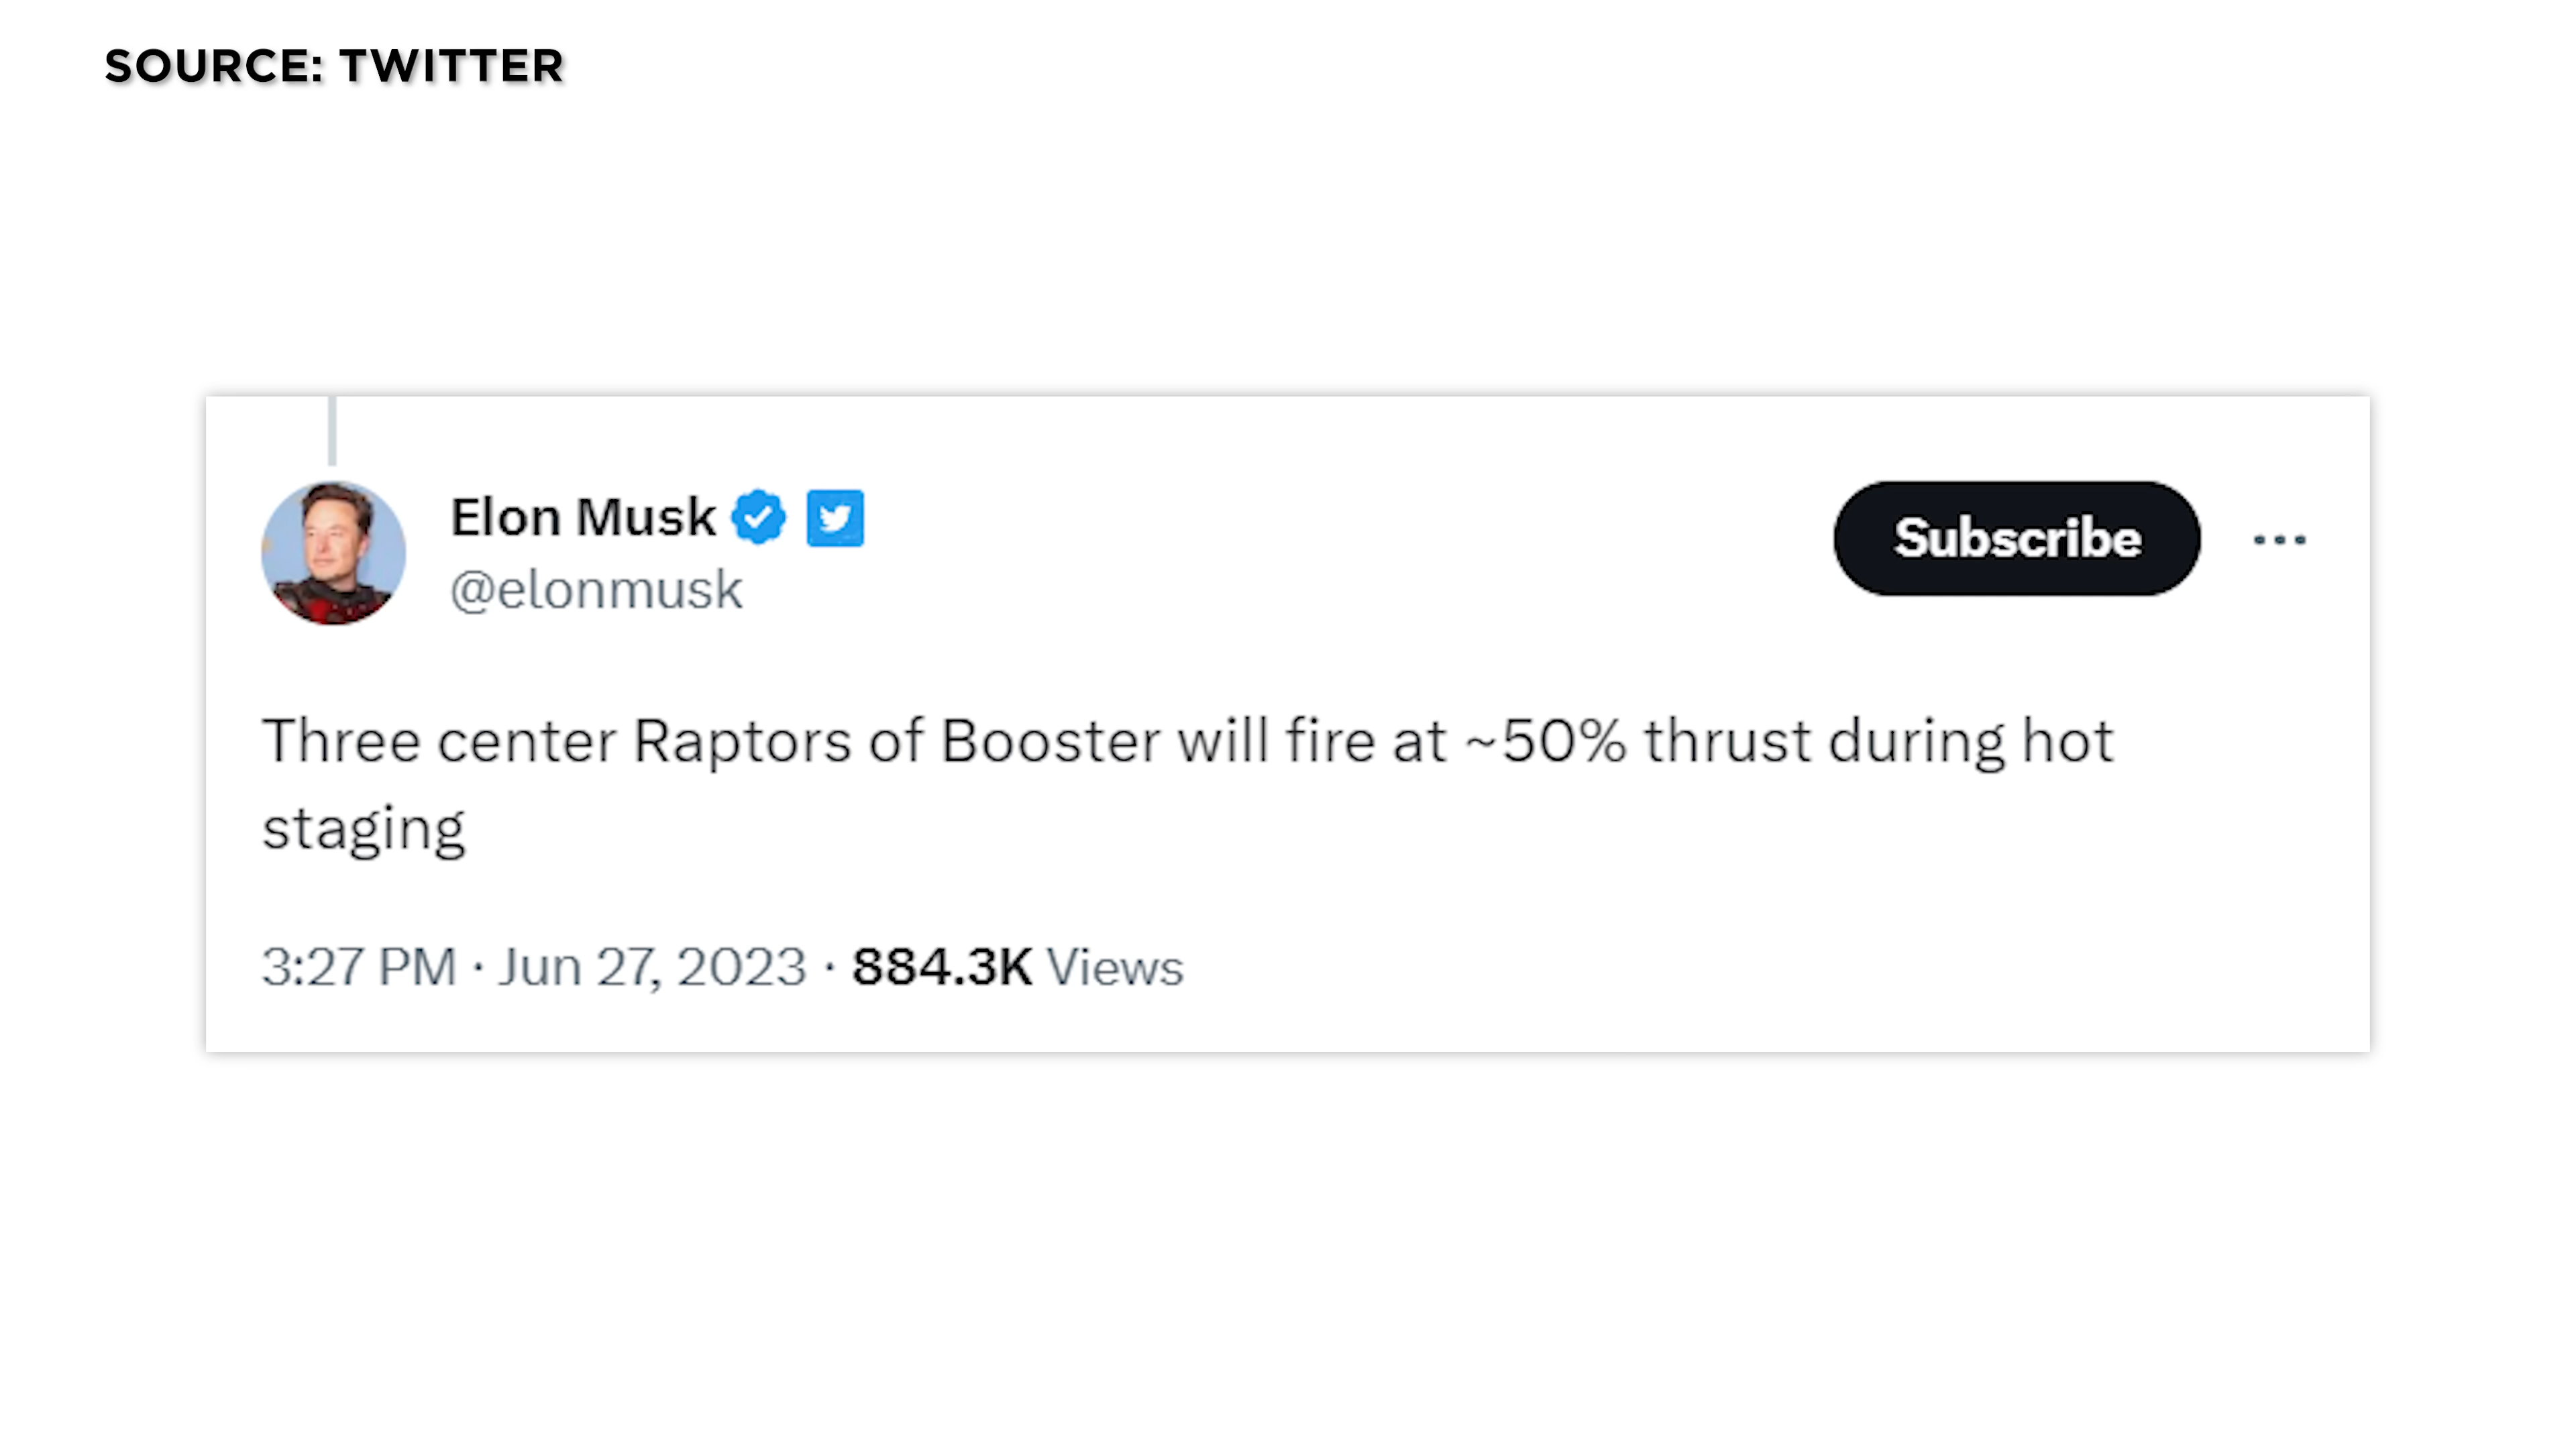 SOURCE: TWITTER
Elon Musk
@elonmusk
Subscribe
Three center Raptors of Booster will fire at ~50% thrust during hot
staging
3:27 PM · Jun 27, 2023 · 884.3K Views